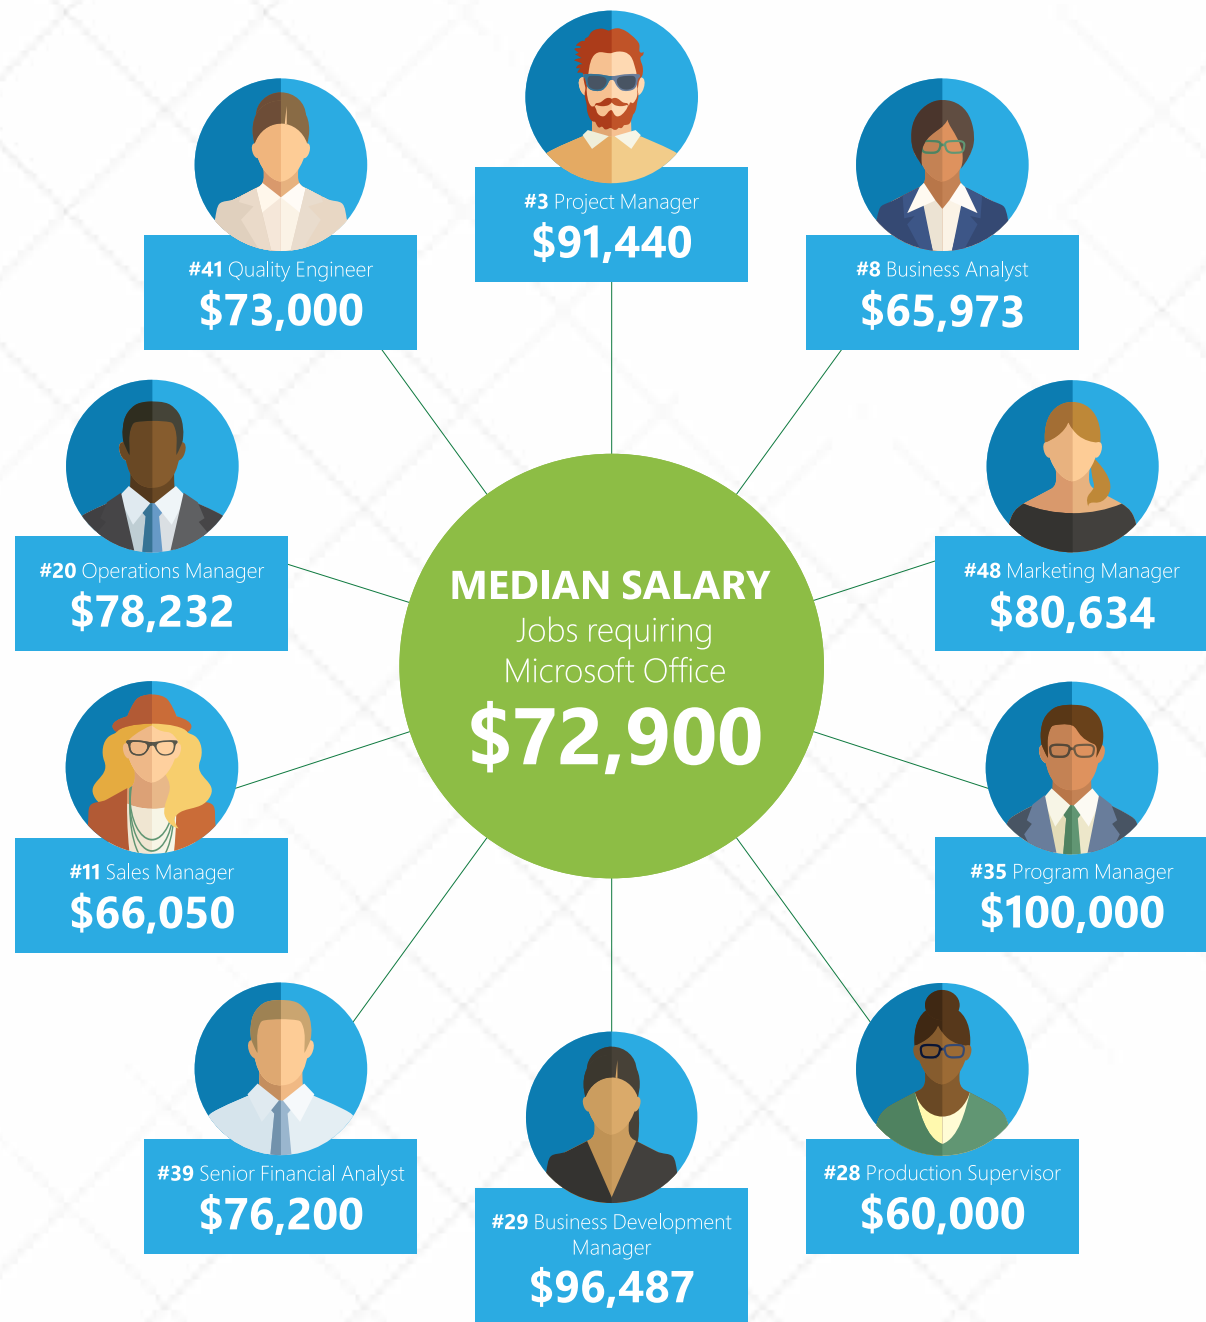 #3 Project Manager
$91,440
#41 Quality Engineer
$73,000
#8 Business Analyst
$65,973
#20 Operations Manager
$78,232
MEDIAN SALARY
Jobs requiring
Microsoft Office
$72,900
#48 Marketing Manager
$80,634
#11 Sales Manager
$66,050
#35 Program Manager
$100,000
#39 Senior Financial Analyst
$76,200
#29 Business Development
Manager
$96,487
#28 Production Supervisor
$60,000